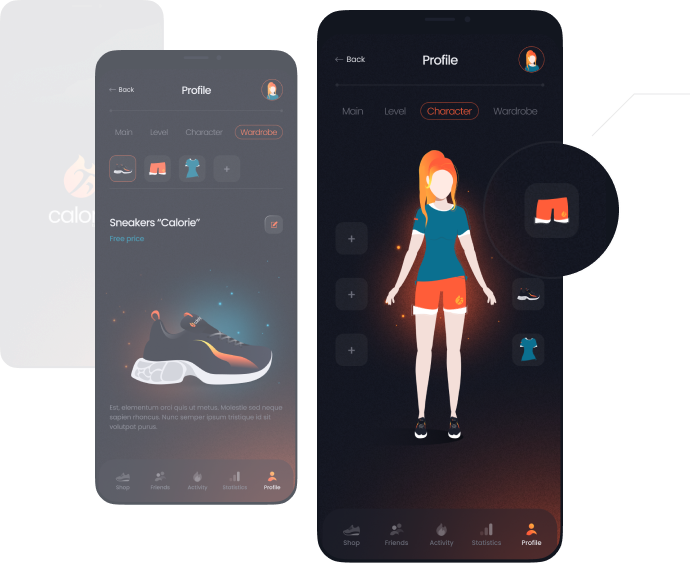 calo
← Back
Profile
Main
Level
Character
Wardrobe
+
Sneakers “Calorie”
Free price
Est, elementum orci quis ut metus. Molestie sed neque
sapien rhoncus. Nunc semper ipsum tristique id sit
volutpat purus.
Shop
Friends
Activity
Statistics
Profile
← Back
Profile
Main
Level
Character
Wardrobe
+
+
+
Shop
Friends
Activity
Statistics
Profile